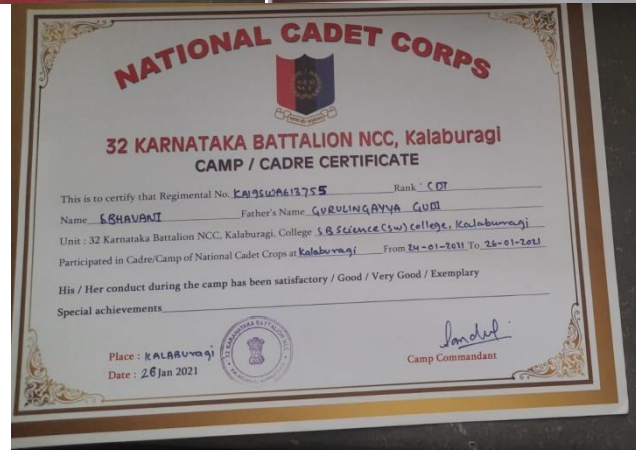 NATIONAL CADET CORPS
32 KARNATAKA BATTALION NCC, Kalaburagi
CAMP / CADRE CERTIFICATE
This is to certify that Regimental No. KA19SWA613755 Rank : CDT
Name BHAVANI Father's Name GURULINGAYYA GUDI
Unit : 32 Karnataka Battalion NCC, Kalaburagi, College S B Science (sw) college, Kalaburagi
Participated in Cadre/Camp of National Cadet Crops at Kalaburagi From 24-01-2021 To 26-01-2021
His / Her conduct during the camp has been satisfactory / Good / Very Good / Exemplary
Special achievements
Place : KALABURAGI
Date : 26 Jan 2021
32 KARNATAKA BATTALION NCC
Camp Commandant